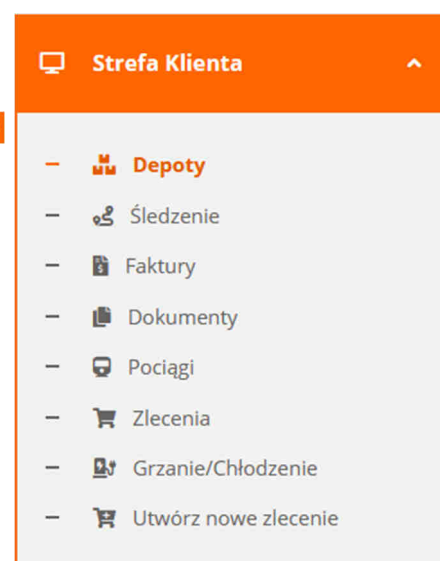 Strefa Klienta
Depoty
Śledzenie
Faktury
Dokumenty
Pociągi
Zlecenia
Grzanie/Chłodzenie
Utwórz nowe zlecenie